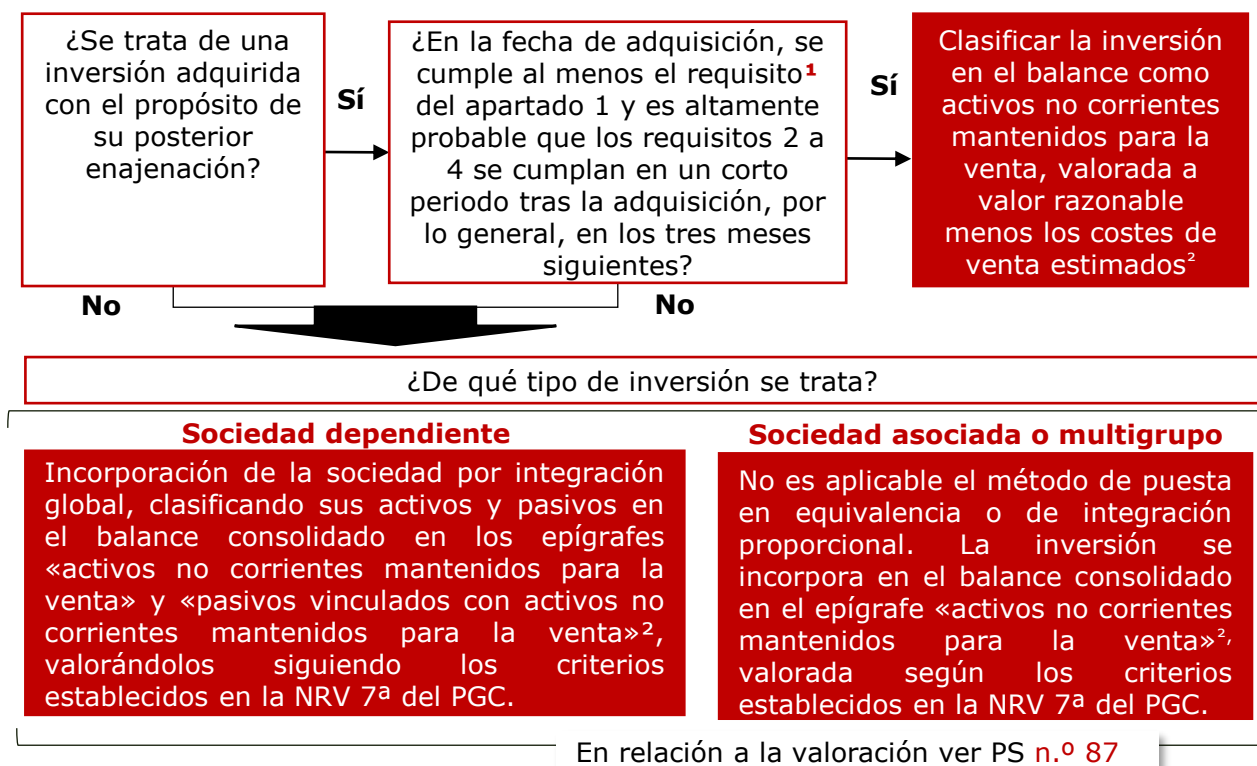 ¿Se trata de una
inversión adquirida
con el propósito de
su posterior
enajenación?
Sí
¿En la fecha de adquisición, se
cumple al menos el requisito¹
del apartado 1 y es altamente
probable que los requisitos 2 a
4 se cumplan en un corto
periodo tras la adquisición, por
lo general, en los tres meses
siguientes?
Sí
Clasificar la inversión
en el balance como
activos no corrientes
mantenidos para la
venta, valorada a
valor razonable
menos los costes de
venta estimados²
No
No
¿De qué tipo de inversión se trata?
Sociedad dependiente
Incorporación de la sociedad por integración
global, clasificando sus activos y pasivos en
el balance consolidado en los epígrafes
«activos no corrientes mantenidos para la
venta» y «pasivos vinculados con activos no
corrientes mantenidos para la venta»²,
valorándolos siguiendo los criterios
establecidos en la NRV 7ª del PGC.
Sociedad asociada o multigrupo
No es aplicable el método de puesta
en equivalencia o de integración
proporcional. La inversión se
incorpora en el balance consolidado
en el epígrafe «activos no corrientes
mantenidos para la venta»²,
valorada según los criterios
establecidos en la NRV 7ª del PGC.
En relación a la valoración ver PS n.º 87